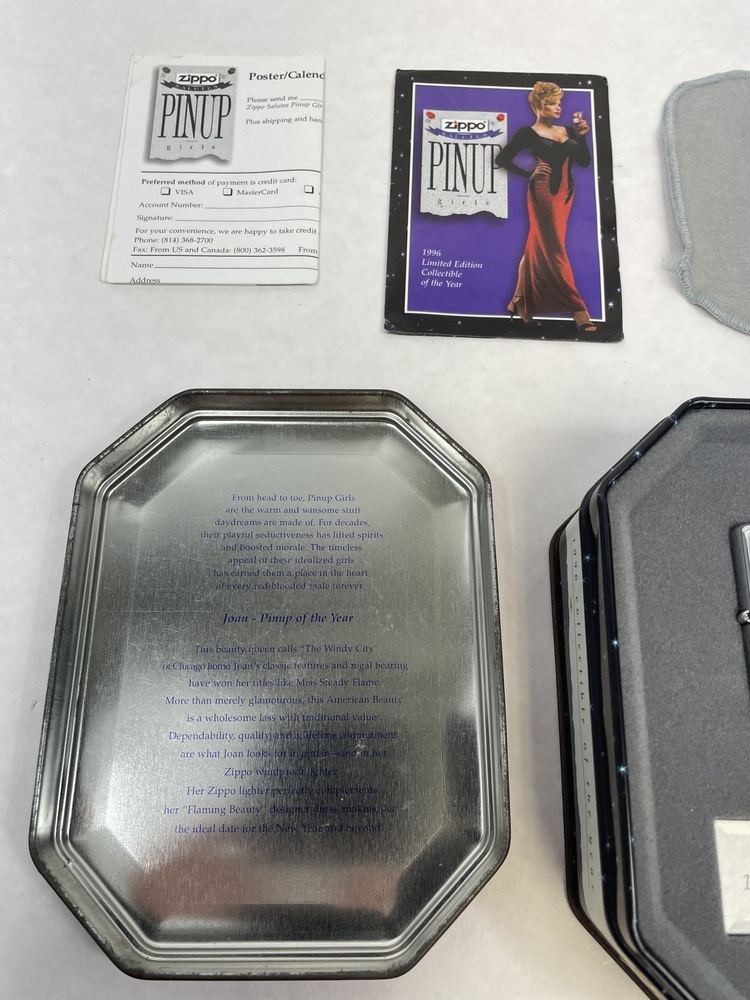 zippo
SALUTES
PINUP
girls
Poster/Calend
Please send me
Zippo Salutes Pinup Gir
Plus shipping and han
Preferred method of payment is credit card:
VISA MasterCard
Account Number:
Signature:
For your convenience, we are happy to take credit
Phone: (814) 368-2700
Fax: From US and Canada: (800) 362-3598 From
Name
Address
zippo
SALUTES
PINUP
girls
1996
Limited Edition
Collectible
of the Year
From head to toe, Pinup Girls
are the warm and winsome stuff
daydreams are made of. For decades,
their playful seductiveness has lifted spirits
and boosted morale. The timeless
appeal of these idealized girls
has earned them a place in the heart
of every red-blooded male forever.
Joan - Pinup of the Year
This beauty queen calls "The Windy City"
of Chicago home. Joan's classic features and regal bearing
have won her titles like Miss Steady Flame.
More than merely glamourous, this American Beauty
is a wholesome lass with traditional values.
Dependability, quality, and a lifetime commitment
are what Joan looks for in a man—and in her
Zippo windproof lighter.
Her Zippo lighter perfectly complements
her "Flaming Beauty" designer dress, making her
the ideal date for the New Year and beyond!
1996 collectible of the year
1